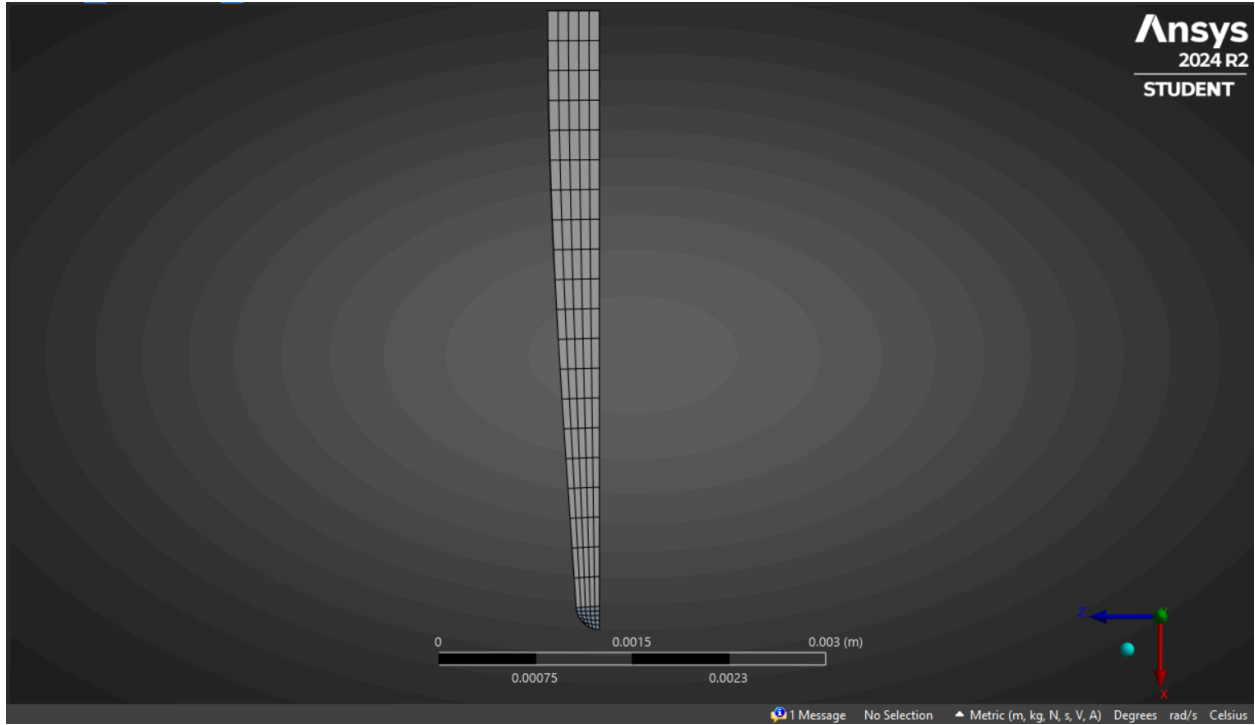 Ansys
2024 R2
STUDENT
Z
Y
X
0 0.0015 0.003 (m)
0.00075 0.0023
1 Message No Selection Metric (m, kg, N, s, V, A) Degrees rad/s Celsius